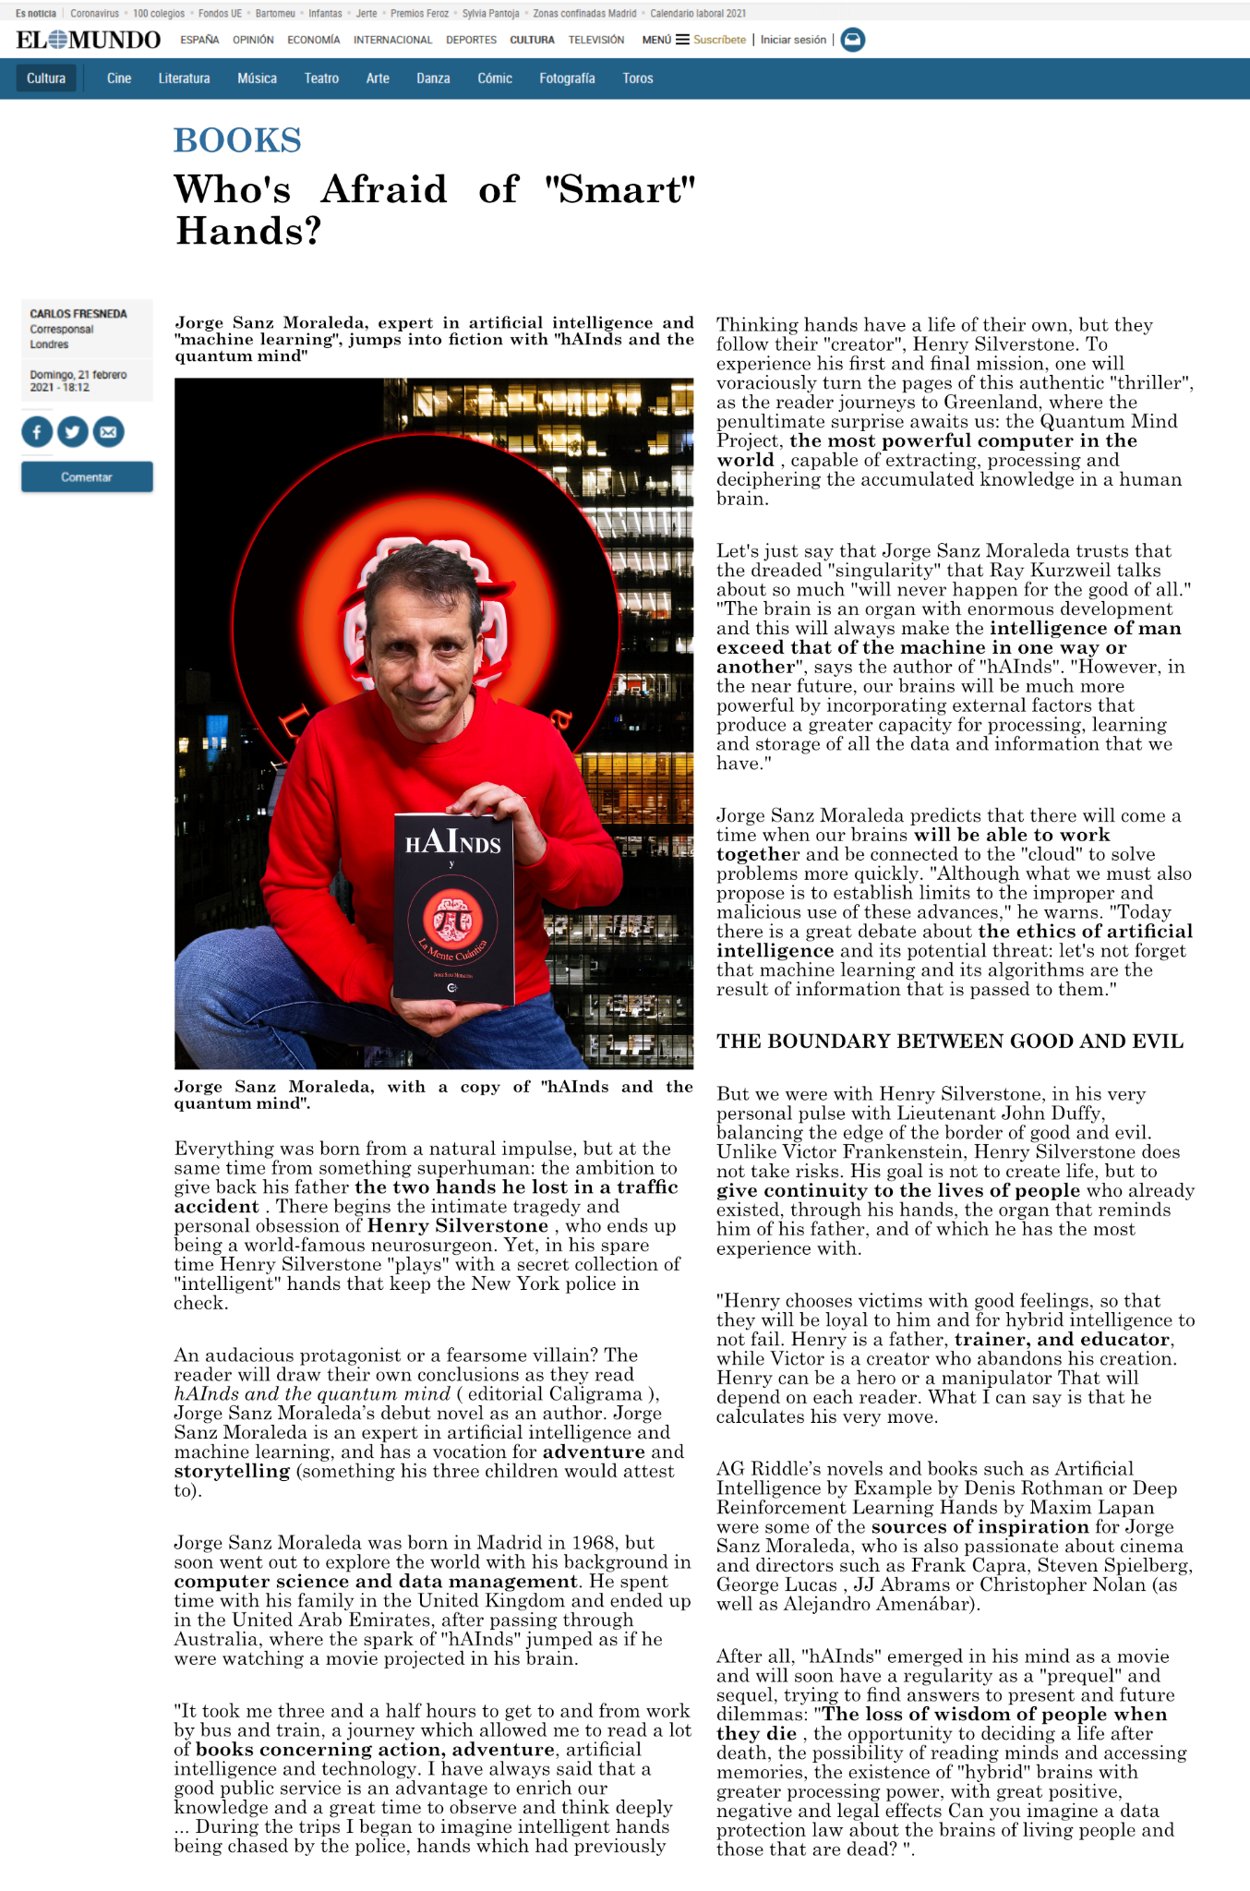 Es noticia | Coronavirus • 100 colegios • Fondos UE • Bartomeu • Infantas • Jerte • Premios Feroz • Sylvia Pantoja • Zonas confinadas Madrid • Calendario laboral 2021
EL MUNDO ESPAÑA OPINIÓN ECONOMÍA INTERNACIONAL DEPORTES CULTURA TELEVISIÓN MENÚ Suscríbete | Iniciar sesión |
Cultura Cine Literatura Música Teatro Arte Danza Cómic Fotografía Toros
BOOKS
Who's Afraid of "Smart"
Hands?
CARLOS FRESNEDA
Corresponsal
Londres
Domingo, 21 febrero
2021 - 18:12
Comentar
Jorge Sanz Moraleda, expert in artificial intelligence and
"machine learning", jumps into fiction with "hAInds and the
quantum mind"
L
a
HAINDS
y
La Mente Cuántica
Jorge Sanz Moraleda
Jorge Sanz Moraleda, with a copy of "hAInds and the
quantum mind".
Everything was born from a natural impulse, but at the
same time from something superhuman: the ambition to
give back his father the two hands he lost in a traffic
accident . There begins the intimate tragedy and
personal obsession of Henry Silverstone , who ends up
being a world-famous neurosurgeon. Yet, in his spare
time Henry Silverstone "plays" with a secret collection of
"intelligent" hands that keep the New York police in
check.
An audacious protagonist or a fearsome villain? The
reader will draw their own conclusions as they read
hAInds and the quantum mind ( editorial Caligrama ),
Jorge Sanz Moraleda's debut novel as an author. Jorge
Sanz Moraleda is an expert in artificial intelligence and
machine learning, and has a vocation for adventure and
storytelling (something his three children would attest
to).
Jorge Sanz Moraleda was born in Madrid in 1968, but
soon went out to explore the world with his background in
computer science and data management. He spent
time with his family in the United Kingdom and ended up
in the United Arab Emirates, after passing through
Australia, where the spark of "hAInds" jumped as if he
were watching a movie projected in his brain.
"It took me three and a half hours to get to and from work
by bus and train, a journey which allowed me to read a lot
of books concerning action, adventure, artificial
intelligence and technology. I have always said that a
good public service is an advantage to enrich our
knowledge and a great time to observe and think deeply
... During the trips I began to imagine intelligent hands
being chased by the police, hands which had previously
Thinking hands have a life of their own, but they
follow their "creator", Henry Silverstone. To
experience his first and final mission, one will
voraciously turn the pages of this authentic "thriller",
as the reader journeys to Greenland, where the
penultimate surprise awaits us: the Quantum Mind
Project, the most powerful computer in the
world , capable of extracting, processing and
deciphering the accumulated knowledge in a human
brain.
Let's just say that Jorge Sanz Moraleda trusts that
the dreaded "singularity" that Ray Kurzweil talks
about so much "will never happen for the good of all."
"The brain is an organ with enormous development
and this will always make the intelligence of man
exceed that of the machine in one way or
another", says the author of "hAInds". "However, in
the near future, our brains will be much more
powerful by incorporating external factors that
produce a greater capacity for processing, learning
and storage of all the data and information that we
have."
Jorge Sanz Moraleda predicts that there will come a
time when our brains will be able to work
together and be connected to the "cloud" to solve
problems more quickly. "Although what we must also
propose is to establish limits to the improper and
malicious use of these advances," he warns. "Today
there is a great debate about the ethics of artificial
intelligence and its potential threat: let's not forget
that machine learning and its algorithms are the
result of information that is passed to them."
THE BOUNDARY BETWEEN GOOD AND EVIL
But we were with Henry Silverstone, in his very
personal pulse with Lieutenant John Duffy,
balancing the edge of the border of good and evil.
Unlike Victor Frankenstein, Henry Silverstone does
not take risks. His goal is not to create life, but to
give continuity to the lives of people who already
existed, through his hands, the organ that reminds
him of his father, and of which he has the most
experience with.
"Henry chooses victims with good feelings, so that
they will be loyal to him and for hybrid intelligence to
not fail. Henry is a father, trainer, and educator,
while Victor is a creator who abandons his creation.
Henry can be a hero or a manipulator That will
depend on each reader. What I can say is that he
calculates his very move.
AG Riddle's novels and books such as Artificial
Intelligence by Example by Denis Rothman or Deep
Reinforcement Learning Hands by Maxim Lapan
were some of the sources of inspiration for Jorge
Sanz Moraleda, who is also passionate about cinema
and directors such as Frank Capra, Steven Spielberg,
George Lucas , JJ Abrams or Christopher Nolan (as
well as Alejandro Amenábar).
After all, "hAInds" emerged in his mind as a movie
and will soon have a regularity as a "prequel" and
sequel, trying to find answers to present and future
dilemmas: "The loss of wisdom of people when
they die , the opportunity to deciding a life after
death, the possibility of reading minds and accessing
memories, the existence of "hybrid" brains with
greater processing power, with great positive,
negative and legal effects Can you imagine a data
protection law about the brains of living people and
those that are dead? ".